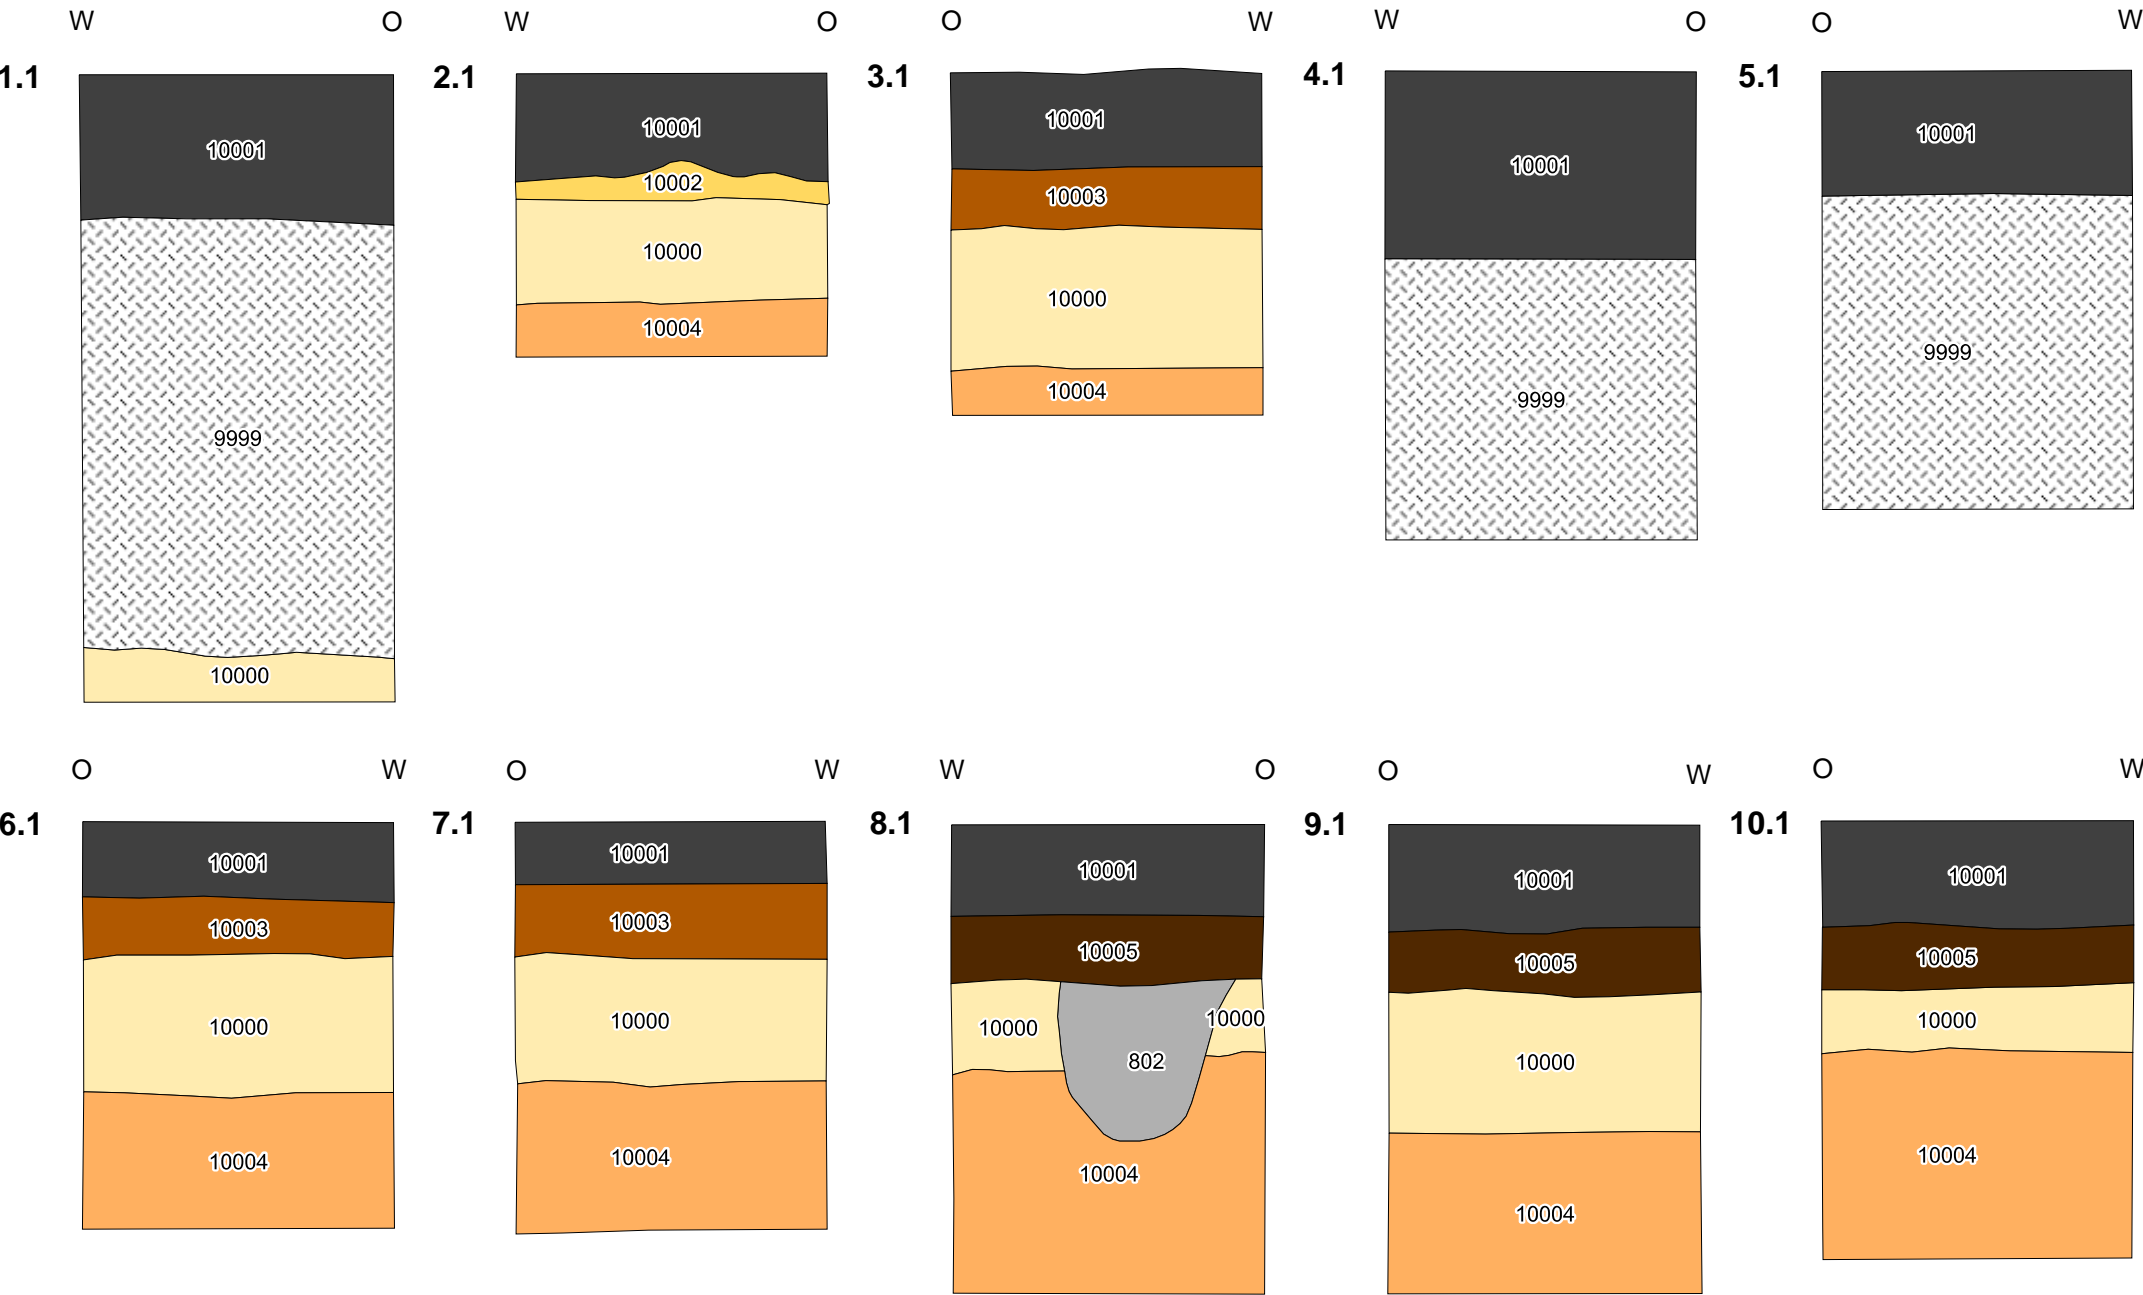 W O W O O W W O O W
1.1 2.1 3.1 4.1 5.1
10001 10001 10001 10001 10001
10002 10003
10000 10000
9999 10004 10004 9999 9999
10000
O W O W W O O W O W
6.1 7.1 8.1 9.1 10.1
10001 10001 10001 10001 10001
10003 10003 10005 10005 10005
10000 10000 10000 802 10000 10000 10000
10004 10004 10004 10004 10004